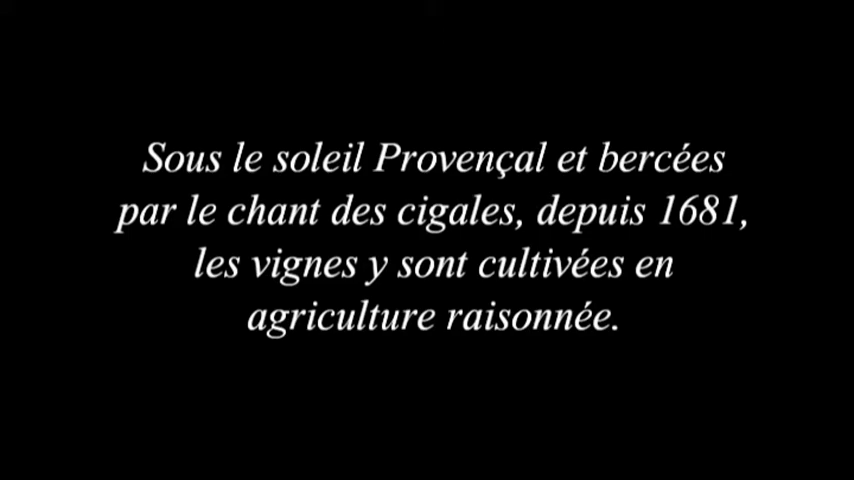 Sous le soleil Provençal et bercées
par le chant des cigales, depuis 1681,
les vignes y sont cultivées en
agriculture raisonnée.